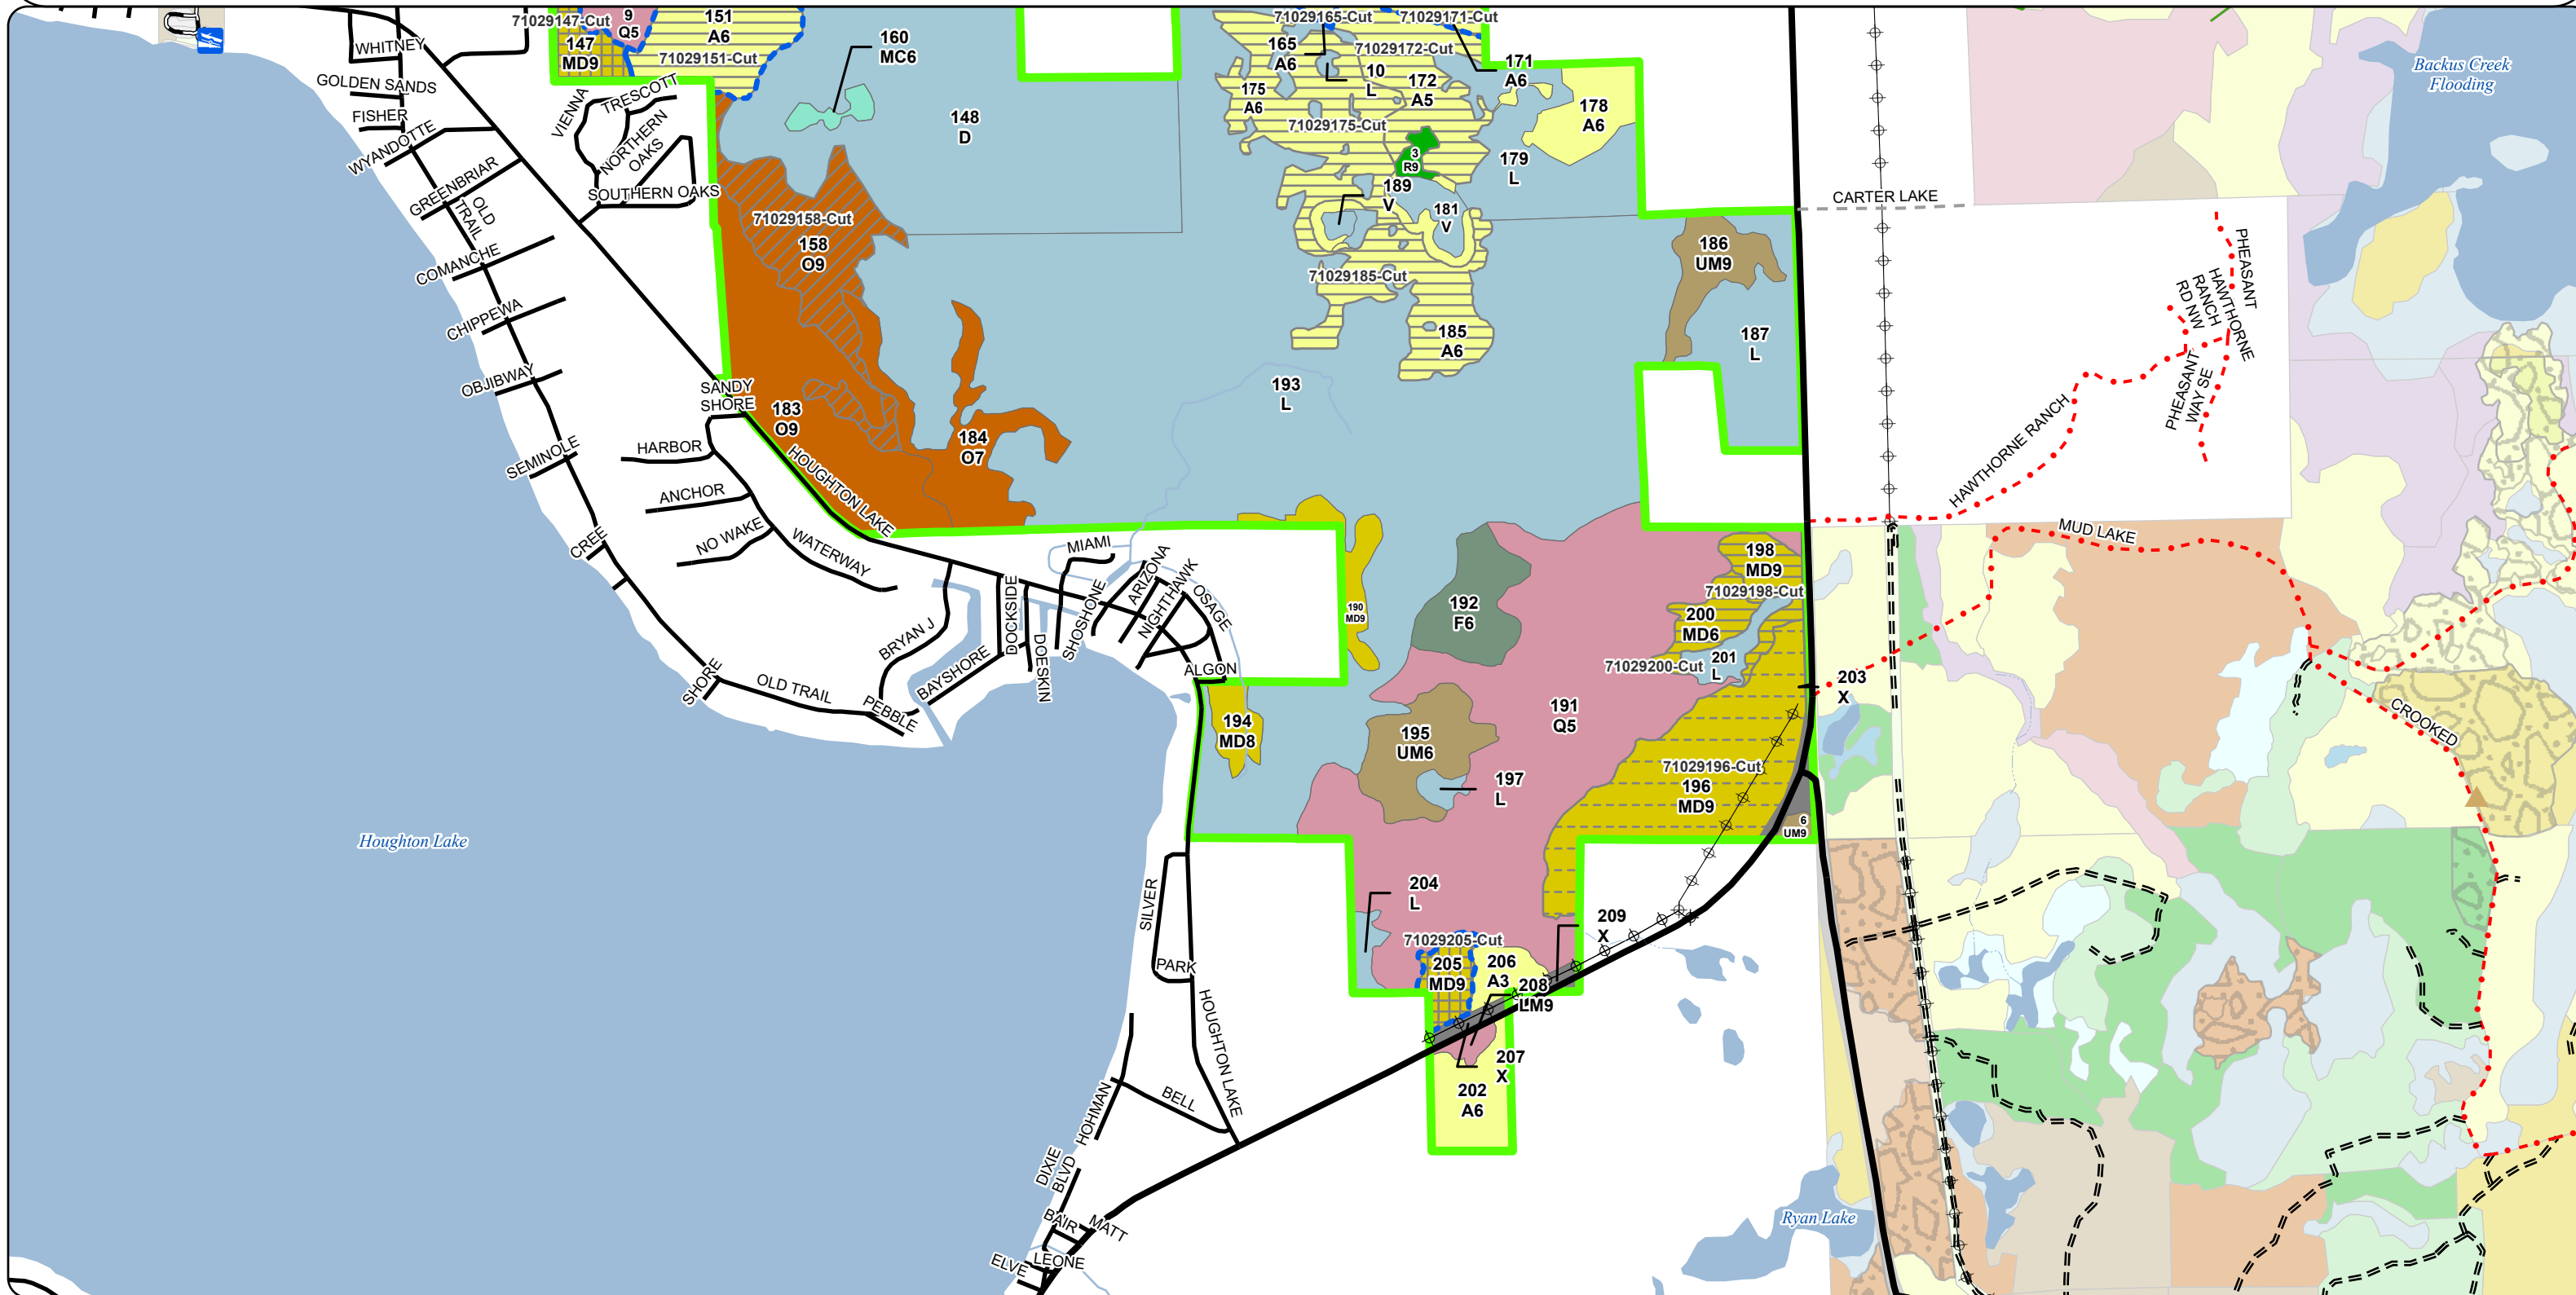 71029147-Cut
9
Q5
151
A6
147
MD9
71029151-Cut
160
MC6
148
D
71029165-Cut
71029171-Cut
165
A6
71029172-Cut
10
L
172
A5
171
A6
175
A6
71029175-Cut
178
A6
3
R9
179
L
189
V
181
V
71029185-Cut
185
A6
186
UM9
187
L
193
L
71029158-Cut
158
O9
183
O9
184
O7
WHITNEY
GOLDEN SANDS
FISHER
WYANDOTTE
GREENBRIAR
OLD
TRAIL
COMANCHE
CHIPPEWA
OBJIBWAY
SEMINOLE
CREE
SHORE
OLD TRAIL
VIENNA
TRESCOTT
NORTHERN
OAKS
SOUTHERN OAKS
SANDY
SHORE
HARBOR
ANCHOR
NO WAKE
WATERWAY
HOUGHTON LAKE
BRYAN J
PEBBLE
BAYSHORE
DOCKSIDE
DOESKIN
MIAMI
SHOSHONE
ARIZONA
NIGHTHAWK
OSAGE
ALGON
190
MD9
192
F6
198
MD9
71029198-Cut
200
MD6
71029200-Cut
201
L
203
X
191
Q5
194
MD8
195
UM6
197
L
71029196-Cut
196
MD9
6
UM9
204
L
209
X
71029205-Cut
205
MD9
206
A3
208
LM9
207
X
202
A6
SILVER
PARK
HOUGHTON LAKE
BELL
HOHMAN
DIXIE
BLVD
BAIR
MATT
LEONE
ELVE
Houghton Lake
Backus Creek
Flooding
CARTER LAKE
PHEASANT
HAWTHORNE
RANCH
RD NW
PHEASANT
WAY SE
HAWTHORNE RANCH
MUD LAKE
CROOKED
Ryan Lake